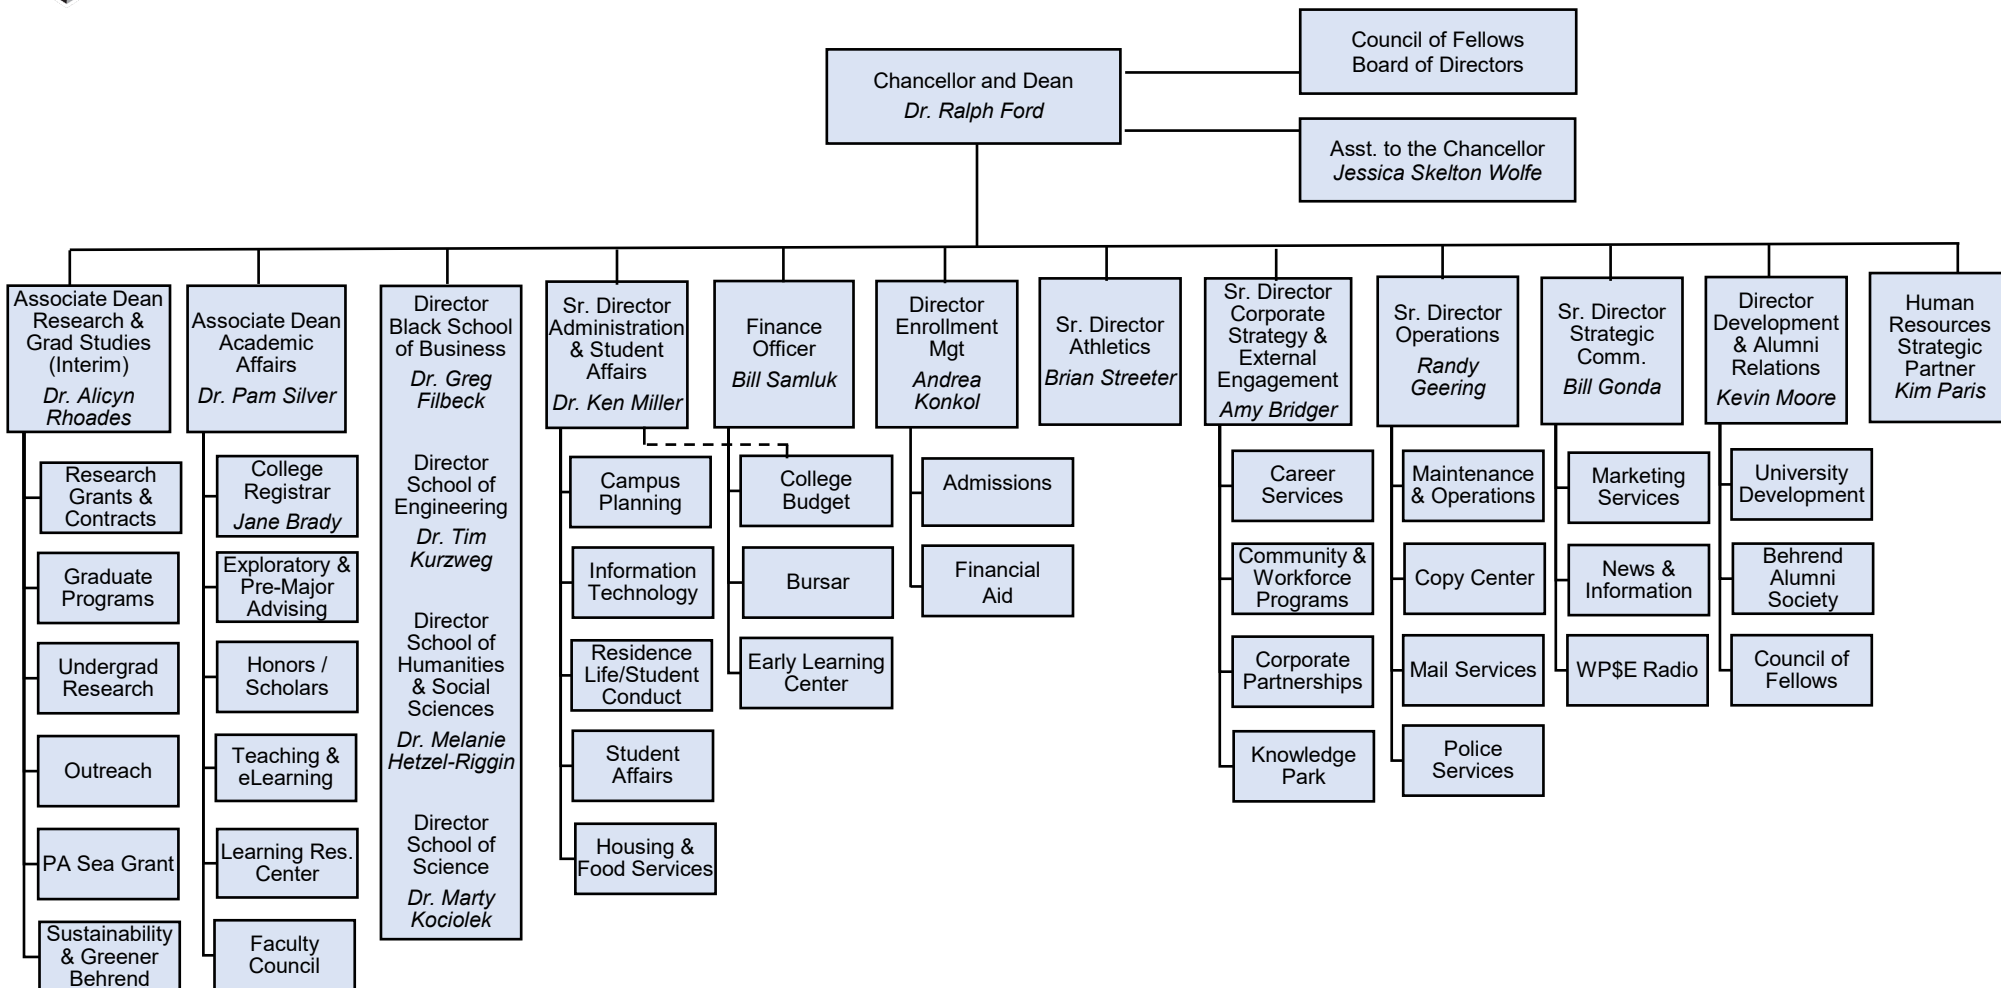 Council of Fellows
Board of Directors
Chancellor and Dean
Dr. Ralph Ford
Asst. to the Chancellor
Jessica Skelton Wolfe
Associate Dean
Research &
Grad Studies
(Interim)
Dr. Alicyn
Rhoades
Research
Grants &
Contracts
Graduate
Programs
Undergrad
Research
Outreach
PA Sea Grant
Sustainability
& Greener
Behrend
Associate Dean
Academic
Affairs
Dr. Pam Silver
College
Registrar
Jane Brady
Exploratory &
Pre-Major
Advising
Honors /
Scholars
Teaching &
eLearning
Learning Res.
Center
Faculty
Council
Director
Black School
of Business
Dr. Greg
Filbeck
Director
School of
Engineering
Dr. Tim
Kurzweg
Director
School of
Humanities
& Social
Sciences
Dr. Melanie
Hetzel-Riggin
Director
School of
Science
Dr. Marty
Kociolek
Sr. Director
Administration
& Student
Affairs
Dr. Ken Miller
Campus
Planning
Information
Technology
Residence
Life/Student
Conduct
Student
Affairs
Housing &
Food Services
Finance
Officer
Bill Samluk
College
Budget
Bursar
Early Learning
Center
Director
Enrollment
Mgt
Andrea
Konkol
Admissions
Financial
Aid
Sr. Director
Athletics
Brian Streeter
Sr. Director
Corporate
Strategy &
External
Engagement
Amy Bridger
Career
Services
Community &
Workforce
Programs
Corporate
Partnerships
Knowledge
Park
Sr. Director
Operations
Randy
Geering
Maintenance
& Operations
Copy Center
Mail Services
Police
Services
Sr. Director
Strategic
Comm.
Bill Gonda
Marketing
Services
News &
Information
WP$E Radio
Director
Development
& Alumni
Relations
Kevin Moore
University
Development
Behrend
Alumni
Society
Council of
Fellows
Human
Resources
Strategic
Partner
Kim Paris